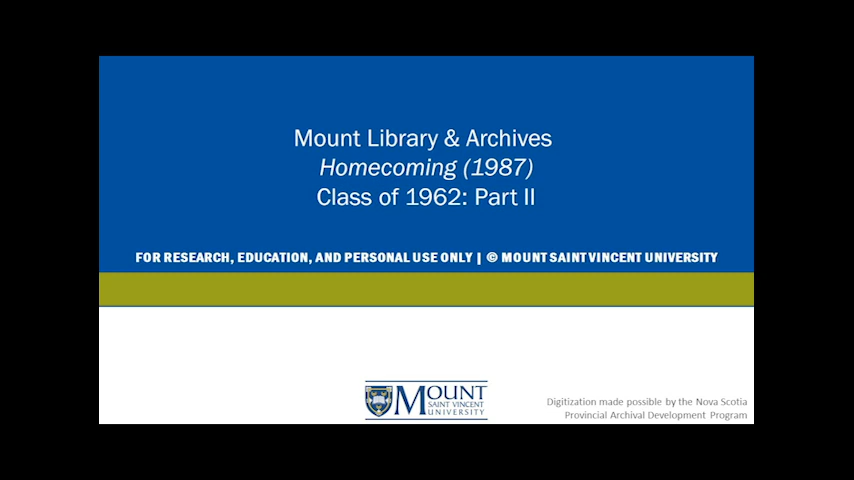 Mount Library & Archives
Homecoming (1987)
Class of 1962: Part II
FOR RESEARCH, EDUCATION, AND PERSONAL USE ONLY | © MOUNT SAINT VINCENT UNIVERSITY
MOUNT
SAINT VINCENT
UNIVERSITY
Digitization made possible by the Nova Scotia
Provincial Archival Development Program